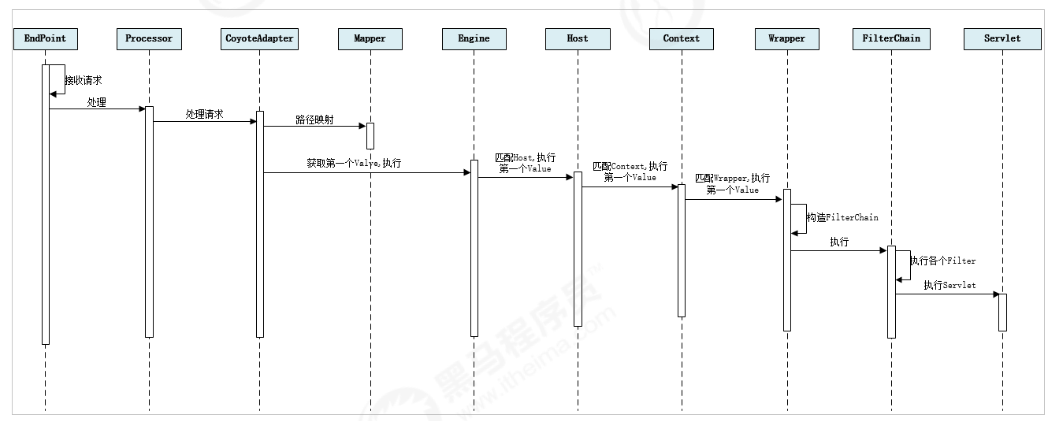 EndPoint
Processor
CoyoteAdapter
Mapper
Engine
Host
Context
Wrapper
FilterChain
Servlet
接收请求
处理
处理请求
路径映射
获取第一个Valve,执行
匹配Host,执行
第一个Value
匹配Context,执行
第一个Value
匹配Wrapper,执行
第一个Value
构造FilterChain
执行
执行各个Filter
执行Servlet
黑马程序员™
www.itheima.com